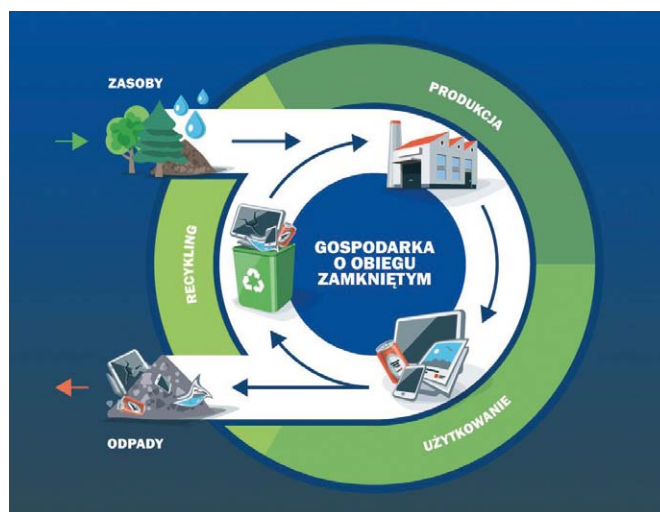 ZASOBY
PRODUKCJA
RECYKLING
GOSPODARKA
O OBIEGU
ZAMKNIĘTYM
UŻYTKOWANIE
ODPADY